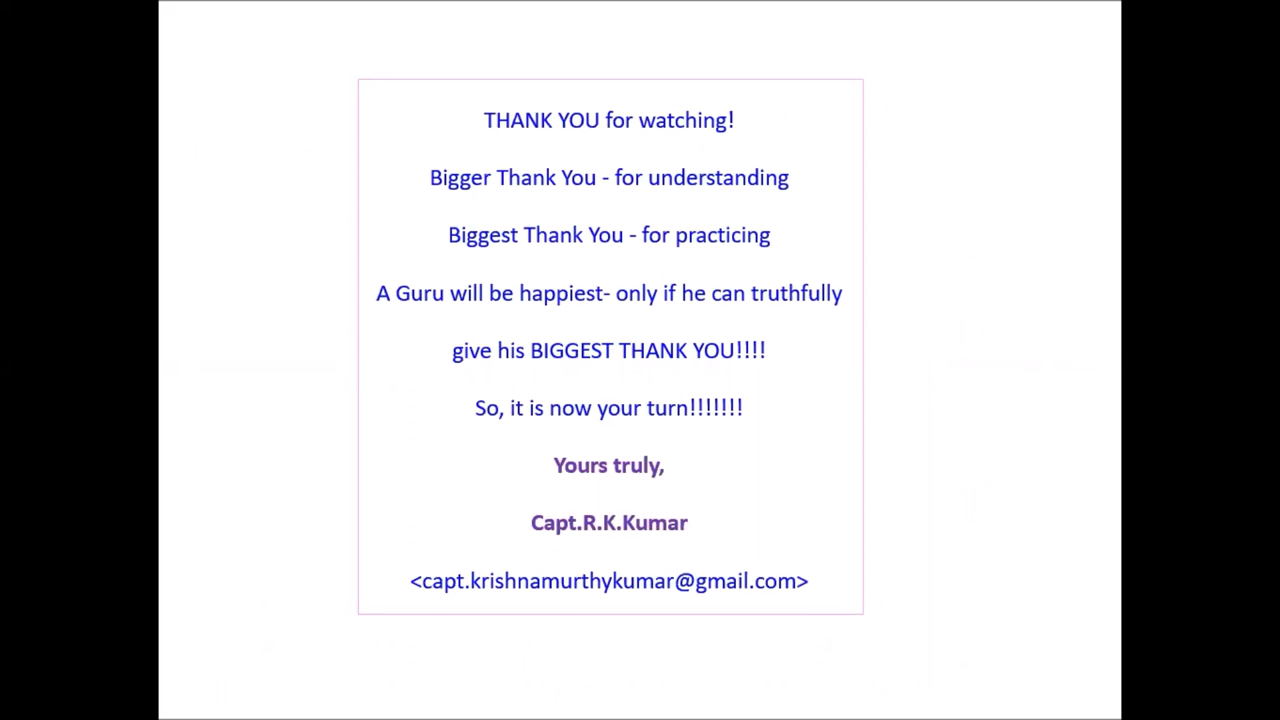 THANK YOU for watching!
Bigger Thank You - for understanding
Biggest Thank You - for practicing
A Guru will be happiest- only if he can truthfully
give his BIGGEST THANK YOU!!!!
So, it is now your turn!!!!!!!
Yours truly,
Capt.R.K.Kumar
<capt.krishnamurthykumar@gmail.com>